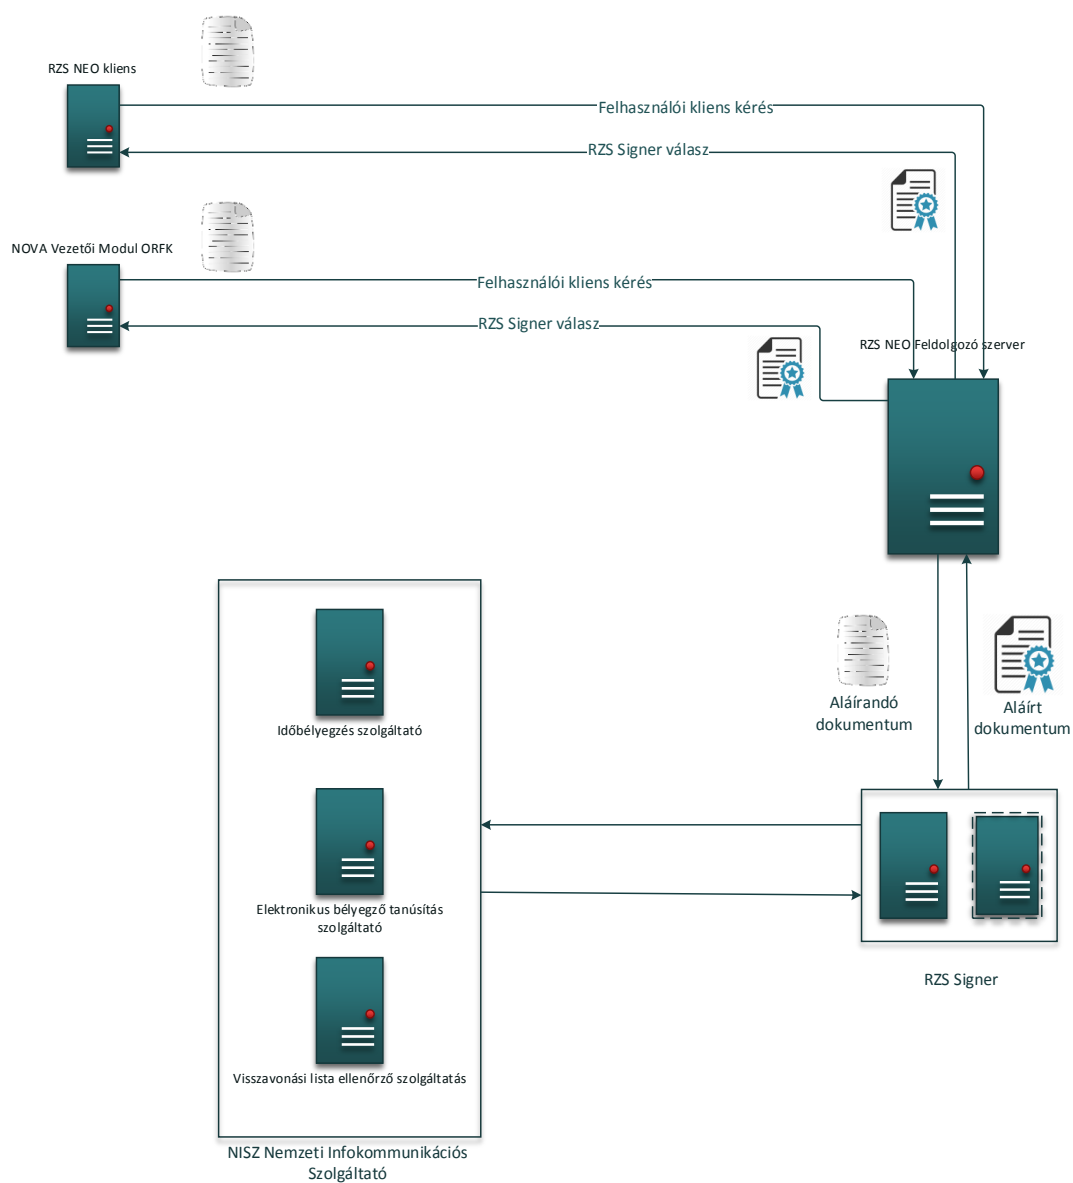 RZS NEO kliens
Felhasználói kliens kérés
RZS Signer válasz
NOVA Vezetői Modul ORFK
Felhasználói kliens kérés
RZS Signer válasz
RZS NEO Feldolgozó szerver
Aláírandó
dokumentum
Aláírt
dokumentum
Időbélyegzés szolgáltató
Elektronikus bélyegző tanúsítás
szolgáltató
RZS Signer
Visszavonási lista ellenőrző szolgáltatás
NISZ Nemzeti Infokommunikációs
Szolgáltató